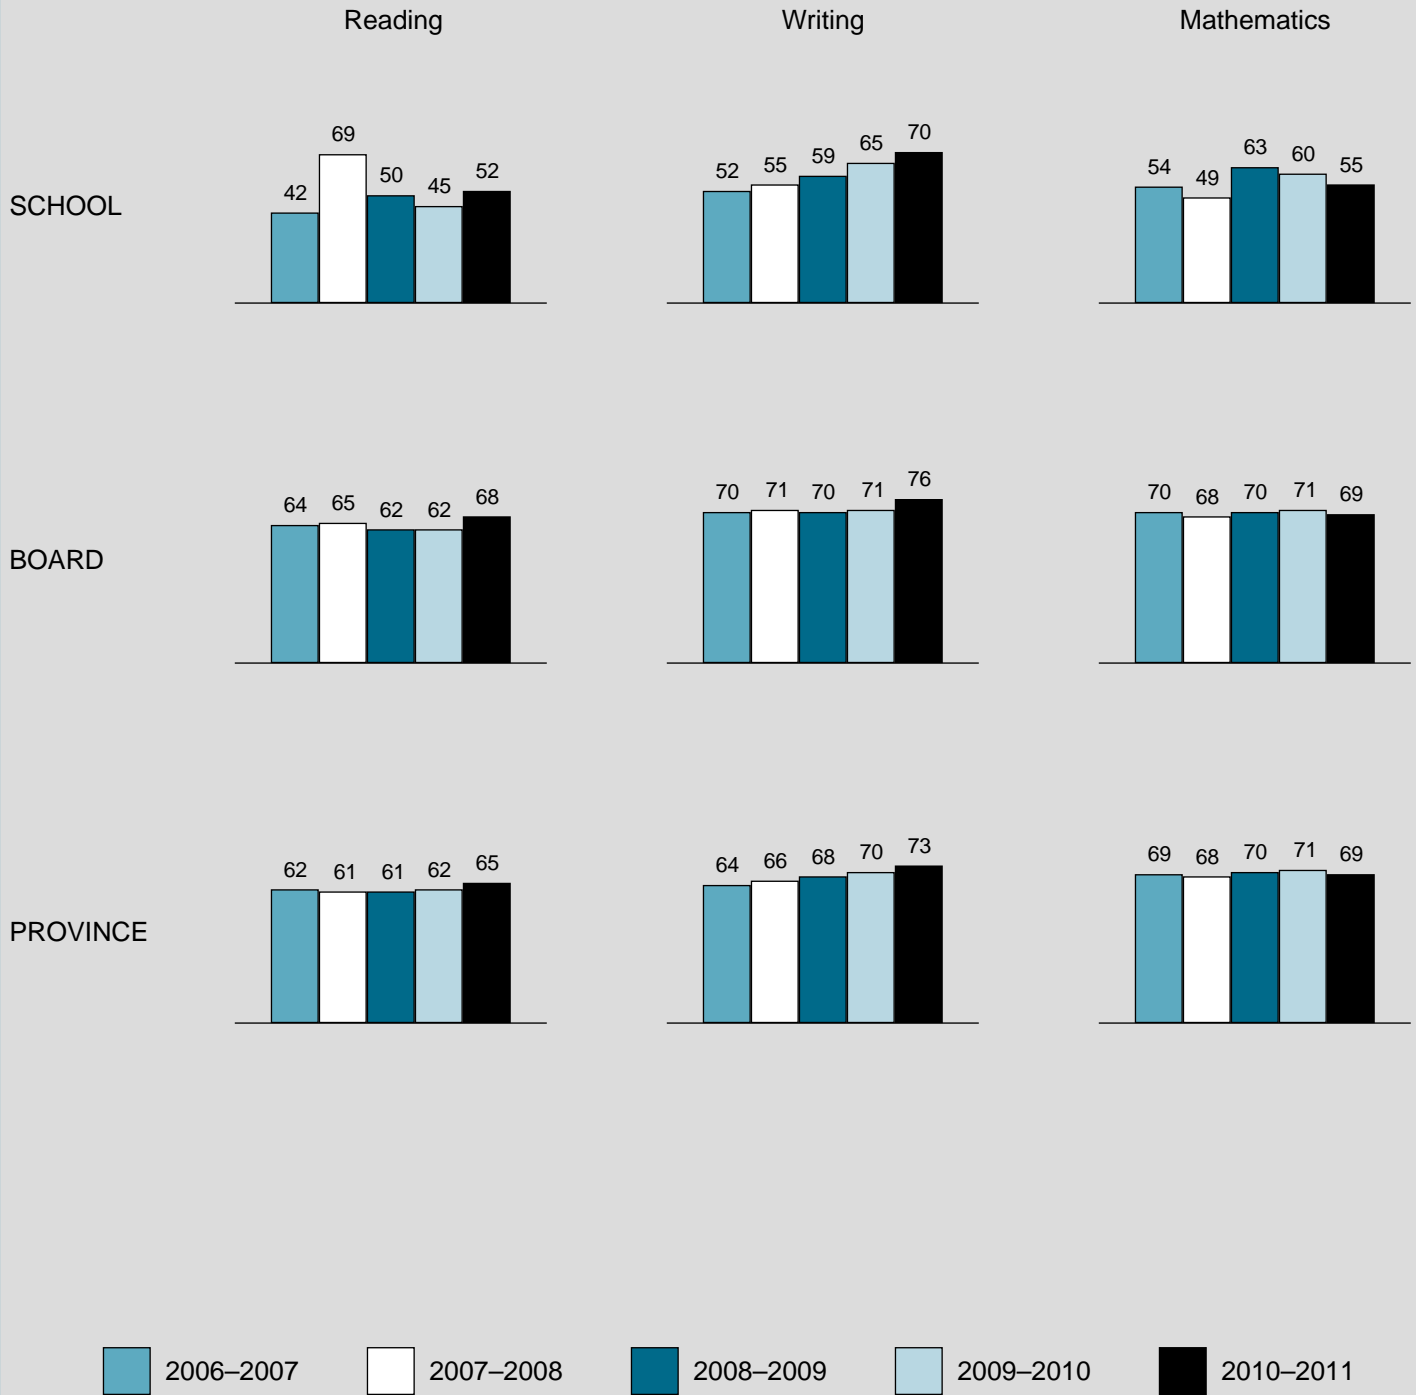 Reading Writing Mathematics
SCHOOL
42 69 50 45 52
52 55 59 65 70
54 49 63 60 55
BOARD
64 65 62 62 68
70 71 70 71 76
70 68 70 71 69
PROVINCE
62 61 61 62 65
64 66 68 70 73
69 68 70 71 69
2006–2007 2007–2008 2008–2009 2009–2010 2010–2011